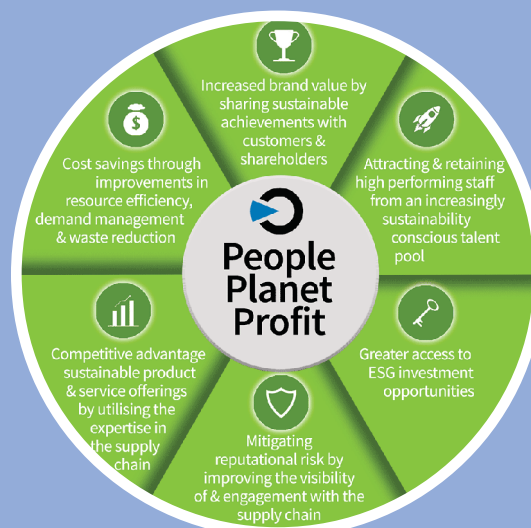 Increased brand value by
sharing sustainable
achievements with
customers &
shareholders
Attracting & retaining
high performing staff
from an increasingly
sustainability
conscious talent
pool
Greater access to
ESG investment
opportunities
Mitigating
reputational risk by
improving the visibility
of & engagement with the
supply chain
Competitive advantage
sustainable product
& service offerings
by utilising the
expertise in
the supply
chain
Cost savings through
improvements in
resource efficiency,
demand management
& waste reduction
$
People
Planet
Profit